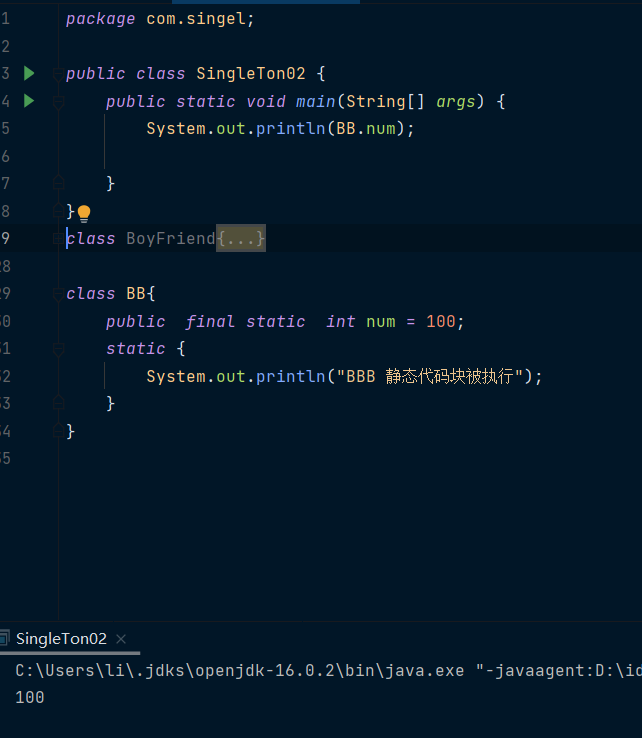 1 package com.singel;
2
3 public class SingleTon02 {
4 public static void main(String[] args) {
5 System.out.println(BB.num);
6
7 }
8 }
9 class BoyFriend{...}
28
29 class BB{
30 public final static int num = 100;
31 static {
32 System.out.println("BBB 静态代码块被执行");
33 }
34 }
35
SingleTon02 ×
C:\Users\li\.jdks\openjdk-16.0.2\bin\java.exe "-javaagent:D:\id
100